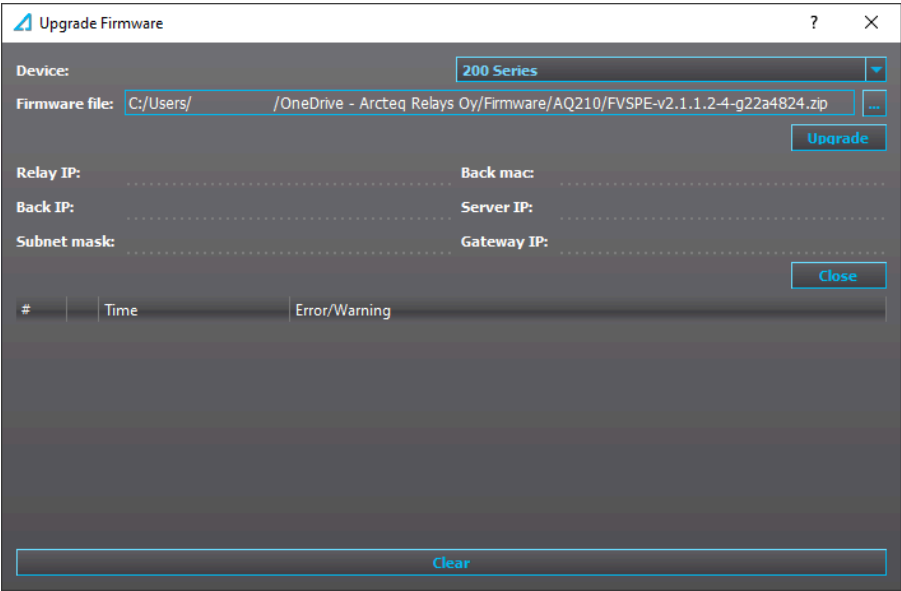 Upgrade Firmware ? ✕
Device: 200 Series
Firmware file: C:/Users/ /OneDrive - Arcteq Relays Oy/Firmware/AQ210/FVSPE-v2.1.1.2-4-g22a4824.zip ...
Upgrade
Relay IP: Back mac:
Back IP: Server IP:
Subnet mask: Gateway IP:
Close
# Time Error/Warning
Clear